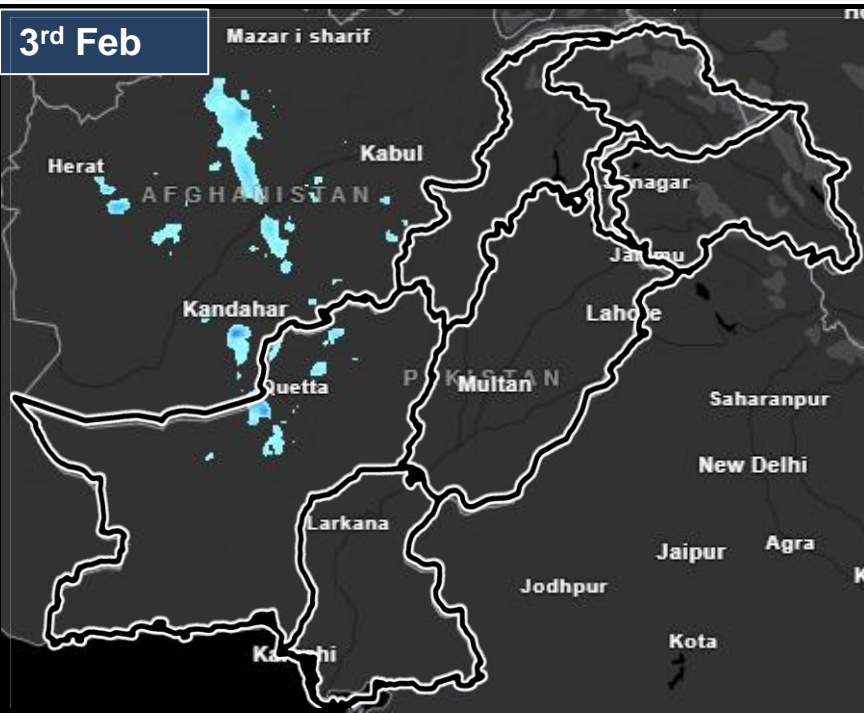 3rd Feb
Mazar i sharif
Kabul
Herat
AFGHANISTAN
Kandahar
Lahore
PAKISTAN
Quetta
Multan
Saharanpur
New Delhi
Larkana
Agra
Jaipur
Jodhpur
Kota